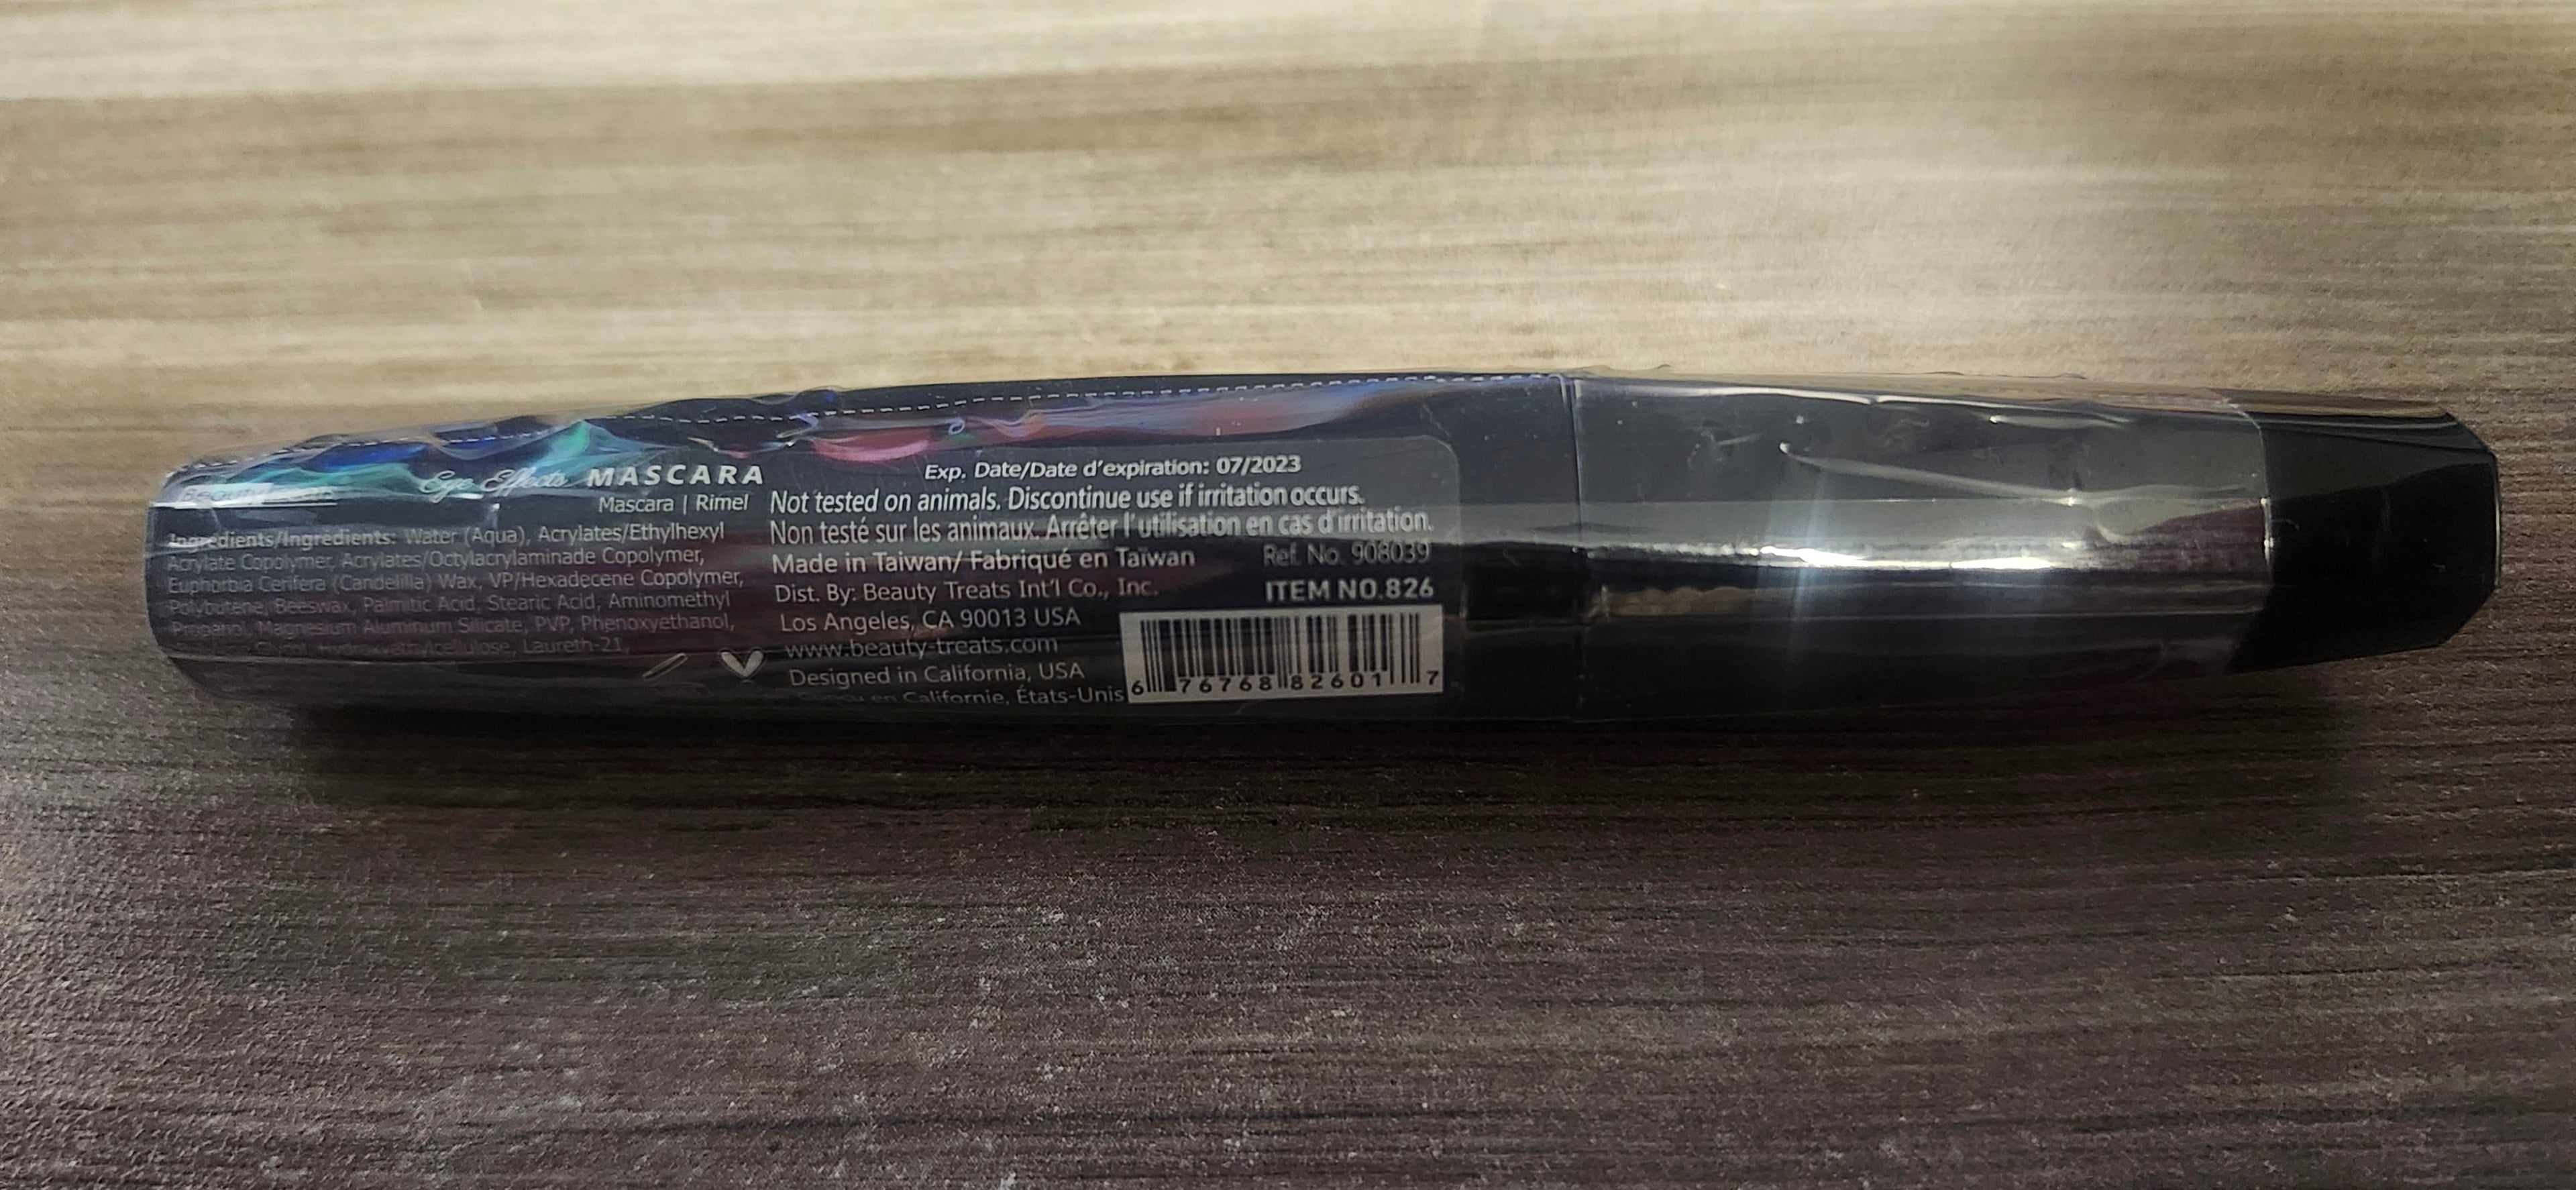 Beauty
Eye Effects MASCARA
Mascara | Rimel
Ingredients/Ingrédients: Water (Aqua), Acrylates/Ethylhexyl
Acrylate Copolymer, Acrylates/Octylacrylaminade Copolymer,
Euphorbia Cerifera (Candelilla) Wax, VP/Hexadecene Copolymer,
Polybutene, Beeswax, Palmitic Acid, Stearic Acid, Aminomethyl
Propanol, Magnesium Aluminum Silicate, PVP, Phenoxyethanol,
Glycol, Hydroxyethylcellulose, Laureth-21,
Exp. Date/Date d'expiration: 07/2023
Not tested on animals. Discontinue use if irritation occurs.
Non testé sur les animaux. Arrêter l'utilisation en cas d'irritation.
Made in Taiwan/ Fabriqué en Taïwan
Ref. No. 908039
Dist. By: Beauty Treats Int'l Co., Inc.
ITEM NO.826
Los Angeles, CA 90013 USA
www.beauty-treats.com
Designed in California, USA
en Californie, États-Unis
6 76768 82601 7